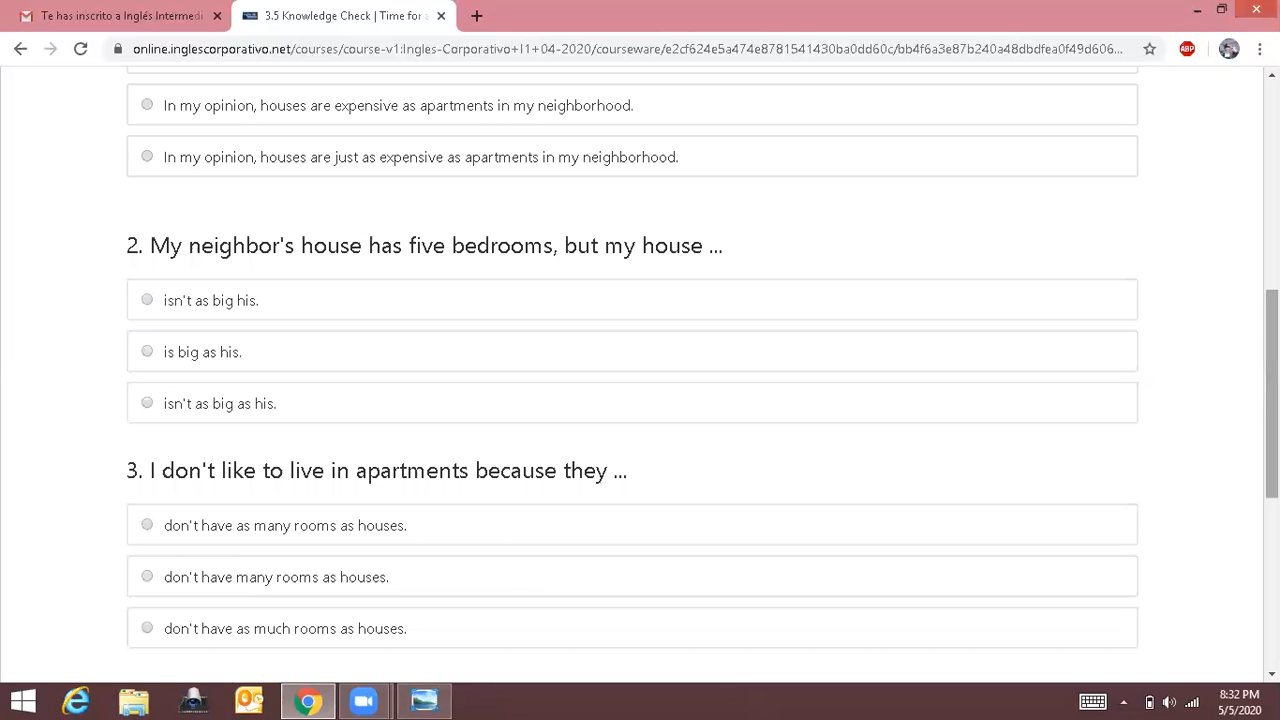 Te has inscrito a Inglés Intermedi
3.5 Knowledge Check | Time for a
online.inglescorporativo.net/courses/course-v1:Ingles-Corporativo+I1+04-2020/courseware/e2cf624e5a474e8781541430ba0dd60c/bb4f6a3e87b240a48dbdfea0f49d606...
ABP
In my opinion, houses are expensive as apartments in my neighborhood.
In my opinion, houses are just as expensive as apartments in my neighborhood.
2. My neighbor's house has five bedrooms, but my house ...
isn't as big his.
is big as his.
isn't as big as his.
3. I don't like to live in apartments because they ...
don't have as many rooms as houses.
don't have many rooms as houses.
don't have as much rooms as houses.
8:32 PM
5/5/2020